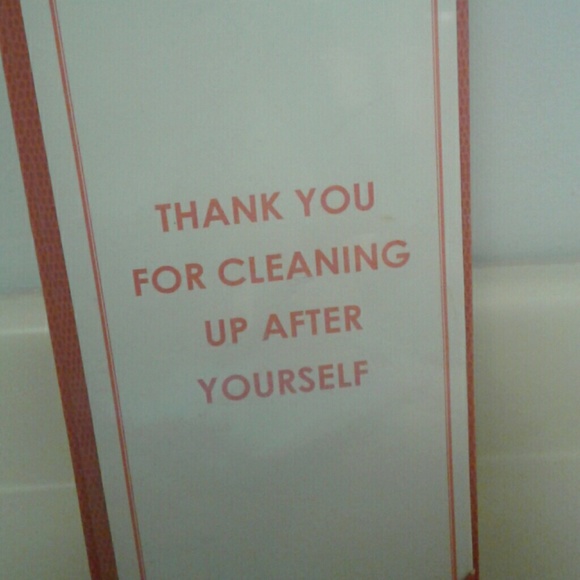 THANK YOU
FOR CLEANING
UP AFTER
YOURSELF